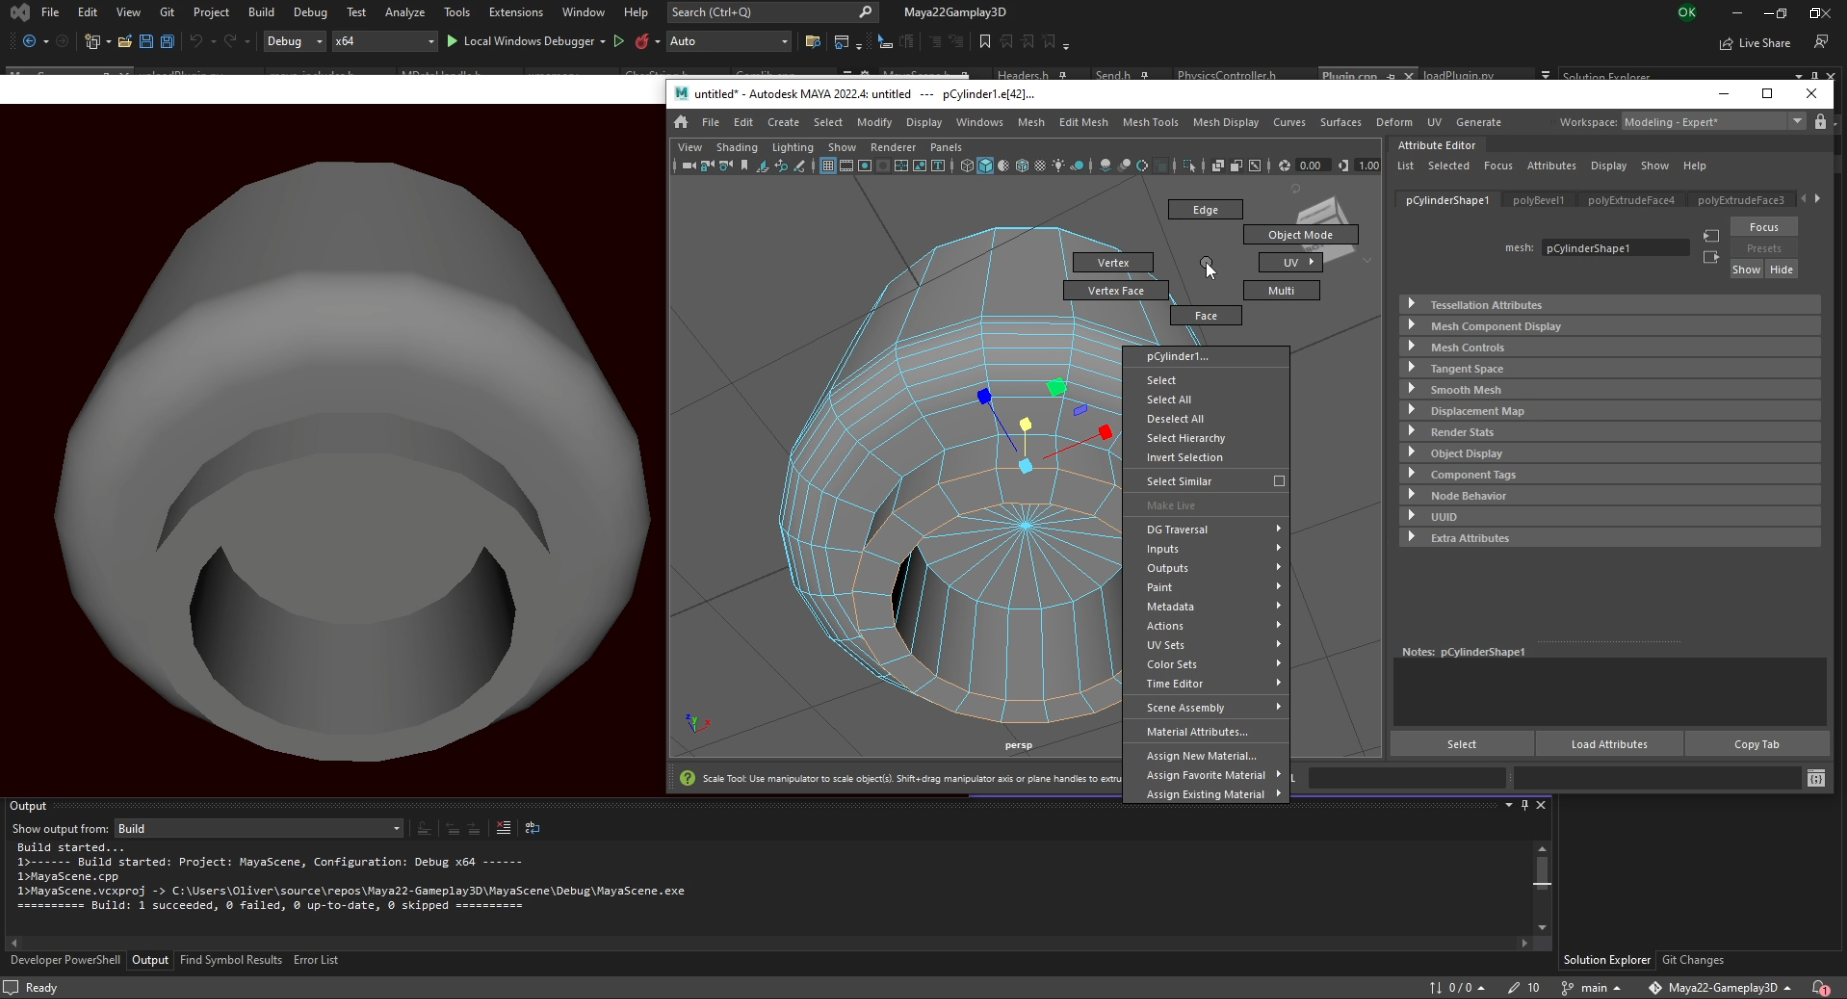 File Edit View Git Project Build Debug Test Analyze Tools Extensions Window Help Search (Ctrl+Q) Maya22Gamplay3D OK
Debug x64 Local Windows Debugger Auto Live Share
Headers.h Send.h PhysicsController.h Plugin.cpp loadPlugin.py Solution Explorer
untitled* - Autodesk MAYA 2022.4: untitled --- pCylinder1.e[42]...
File Edit Create Select Modify Display Windows Mesh Edit Mesh Mesh Tools Mesh Display Curves Surfaces Deform UV Generate Workspace: Modeling - Expert*
View Shading Lighting Show Renderer Panels
0.00 1.00
Attribute Editor
List Selected Focus Attributes Display Show Help
pCylinderShape1 polyBevel1 polyExtrudeFace4 polyExtrudeFace3
mesh: pCylinderShape1
Focus
Presets
Show Hide
Tessellation Attributes
Mesh Component Display
Mesh Controls
Tangent Space
Smooth Mesh
Displacement Map
Render Stats
Object Display
Component Tags
Node Behavior
UUID
Extra Attributes
Notes: pCylinderShape1
Select Load Attributes Copy Tab
Edge
Object Mode
Vertex UV
Vertex Face Multi
Face
pCylinder1...
Select
Select All
Deselect All
Select Hierarchy
Invert Selection
Select Similar
Make Live
DG Traversal
Inputs
Outputs
Paint
Metadata
Actions
UV Sets
Color Sets
Time Editor
Scene Assembly
Material Attributes...
Assign New Material...
Assign Favorite Material
Assign Existing Material
z y x
persp
Scale Tool: Use manipulator to scale object(s). Shift+drag manipulator axis or plane handles to extru
Output
Show output from: Build
Build started...
1>------ Build started: Project: MayaScene, Configuration: Debug x64 ------
1>MayaScene.cpp
1>MayaScene.vcxproj -> C:\Users\Oliver\source\repos\Maya22-Gameplay3D\MayaScene\Debug\MayaScene.exe
========== Build: 1 succeeded, 0 failed, 0 up-to-date, 0 skipped ==========
Developer PowerShell Output Find Symbol Results Error List
Solution Explorer Git Changes
Ready
0 / 0 10 main Maya22-Gameplay3D 1